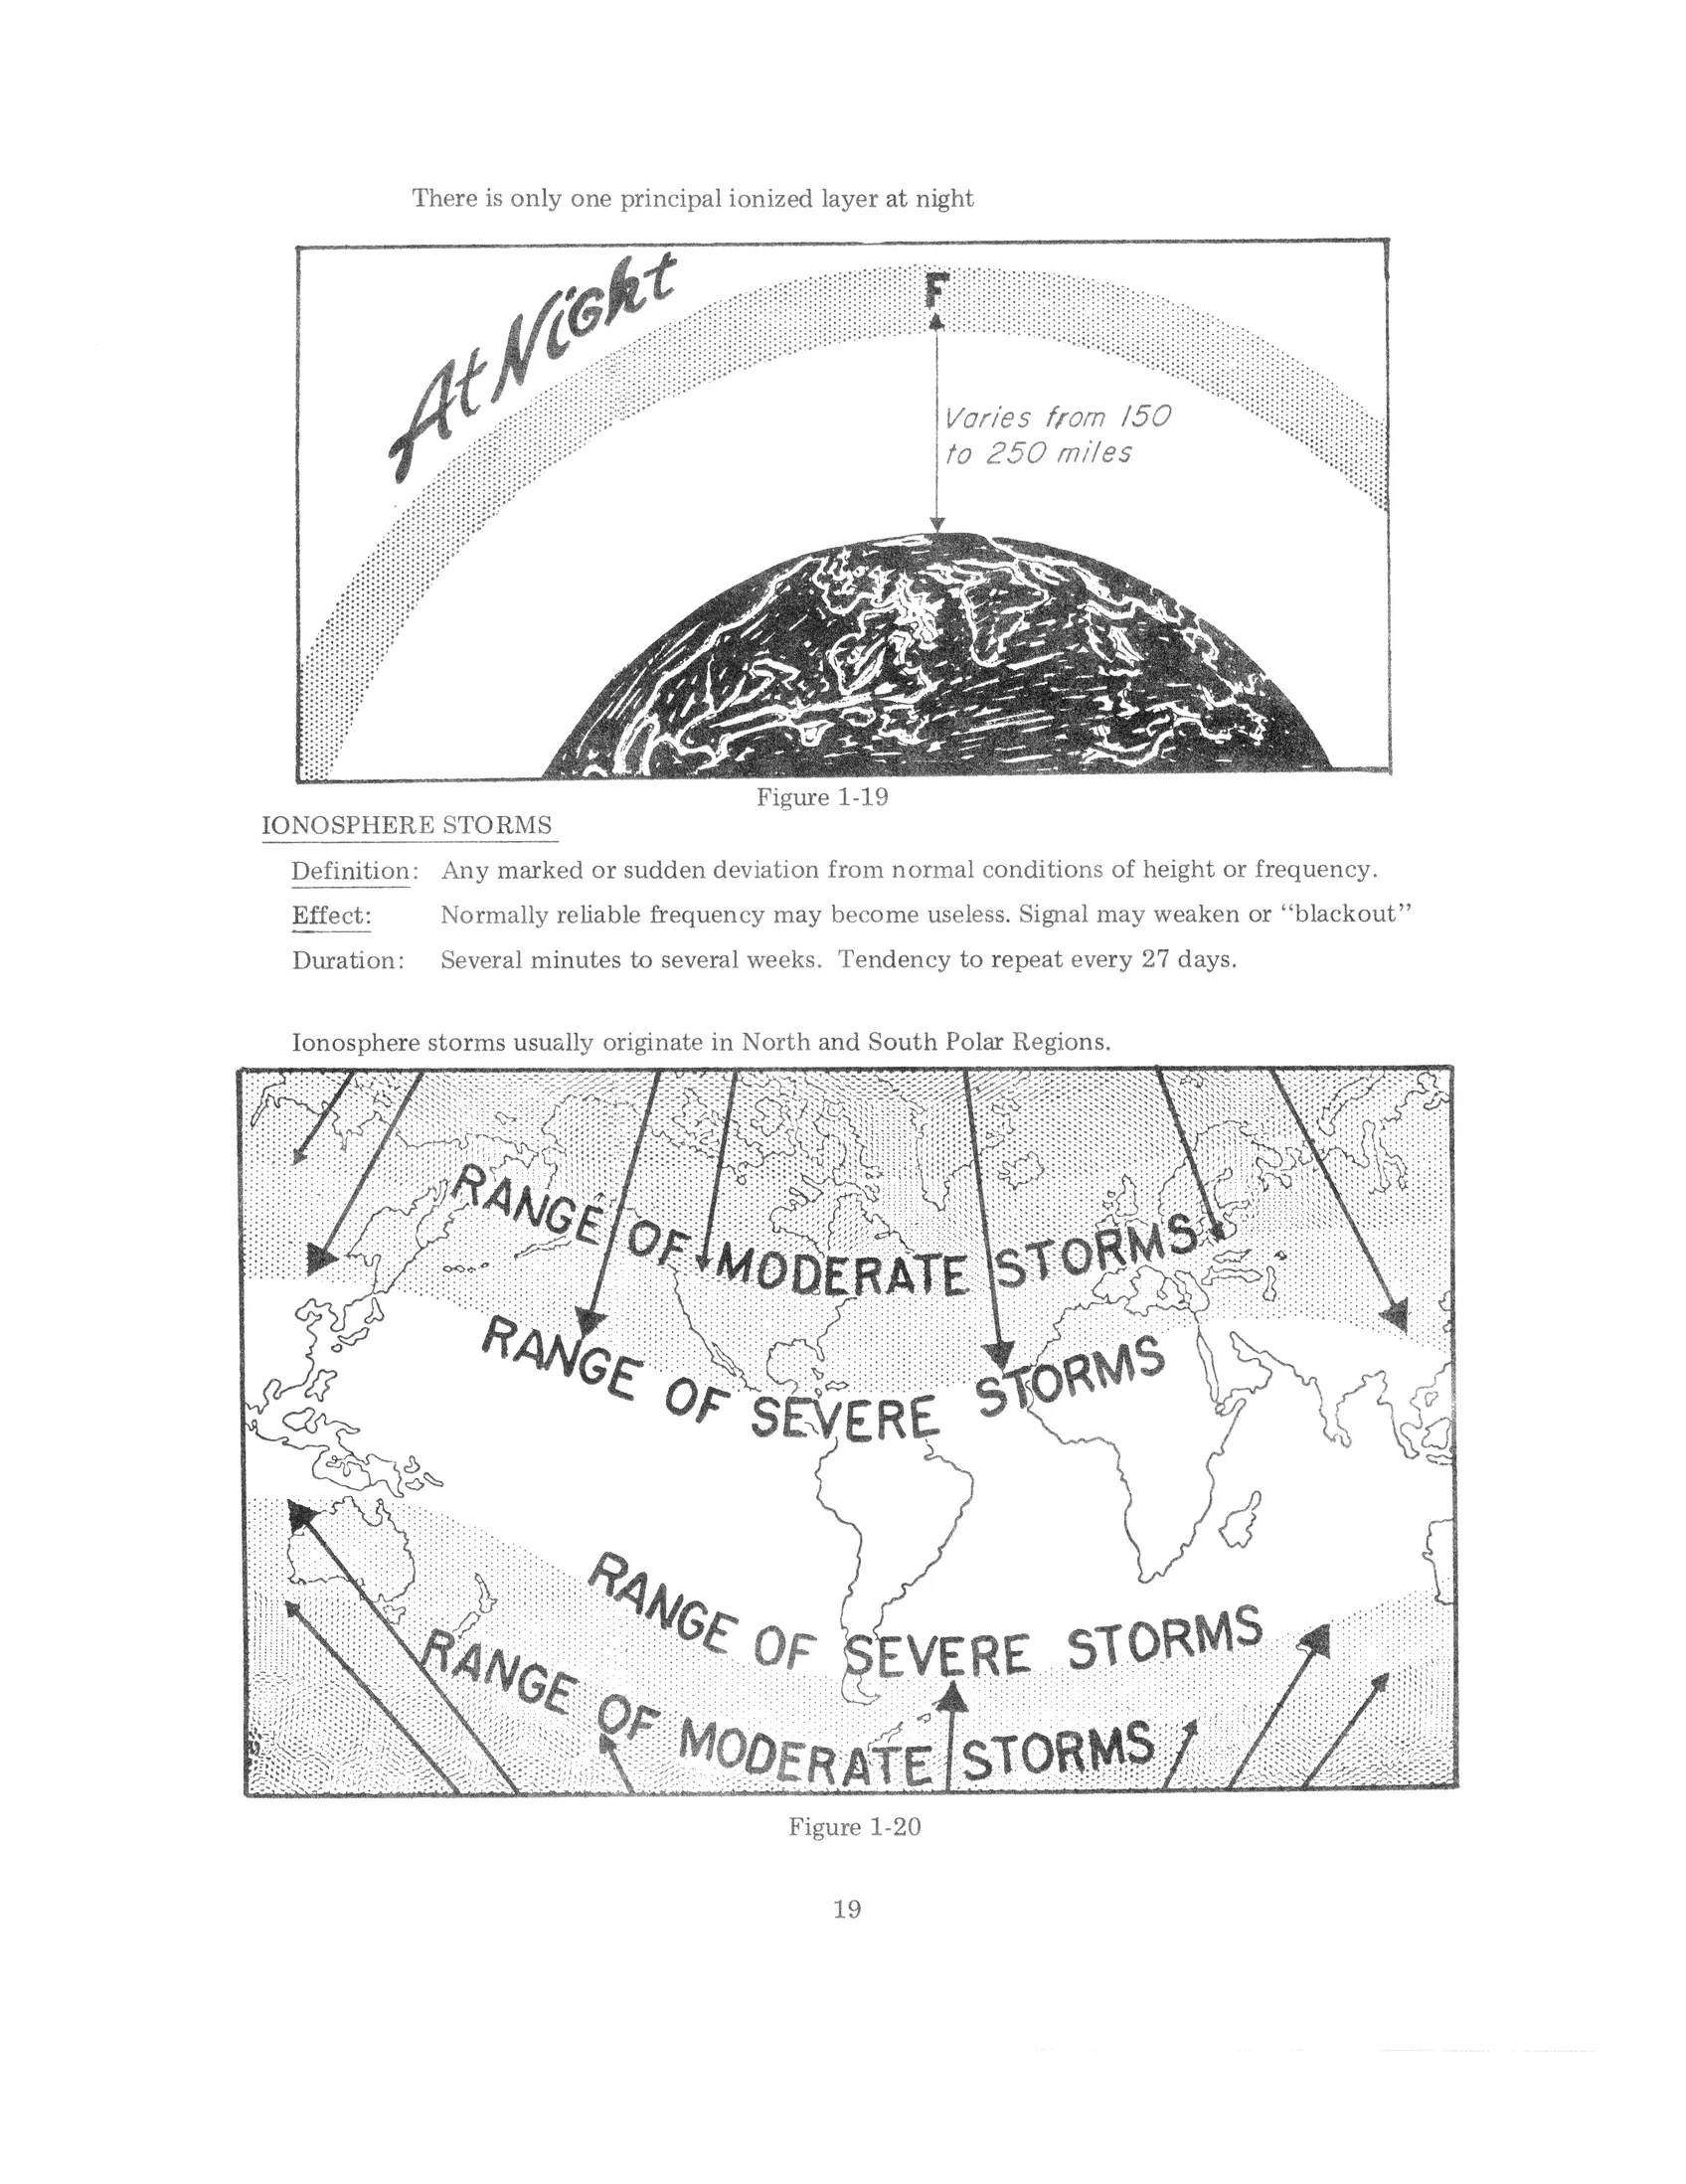 There is only one principal ionized layer at night
At Night
F
Varies from 150
to 250 miles
Figure 1-19
IONOSPHERE STORMS
Definition: Any marked or sudden deviation from normal conditions of height or frequency.
Effect: Normally reliable frequency may become useless. Signal may weaken or “blackout”
Duration: Several minutes to several weeks. Tendency to repeat every 27 days.
Ionosphere storms usually originate in North and South Polar Regions.
RANGE OF MODERATE STORMS
RANGE OF SEVERE STORMS
RANGE OF SEVERE STORMS
RANGE OF MODERATE STORMS
Figure 1-20
19